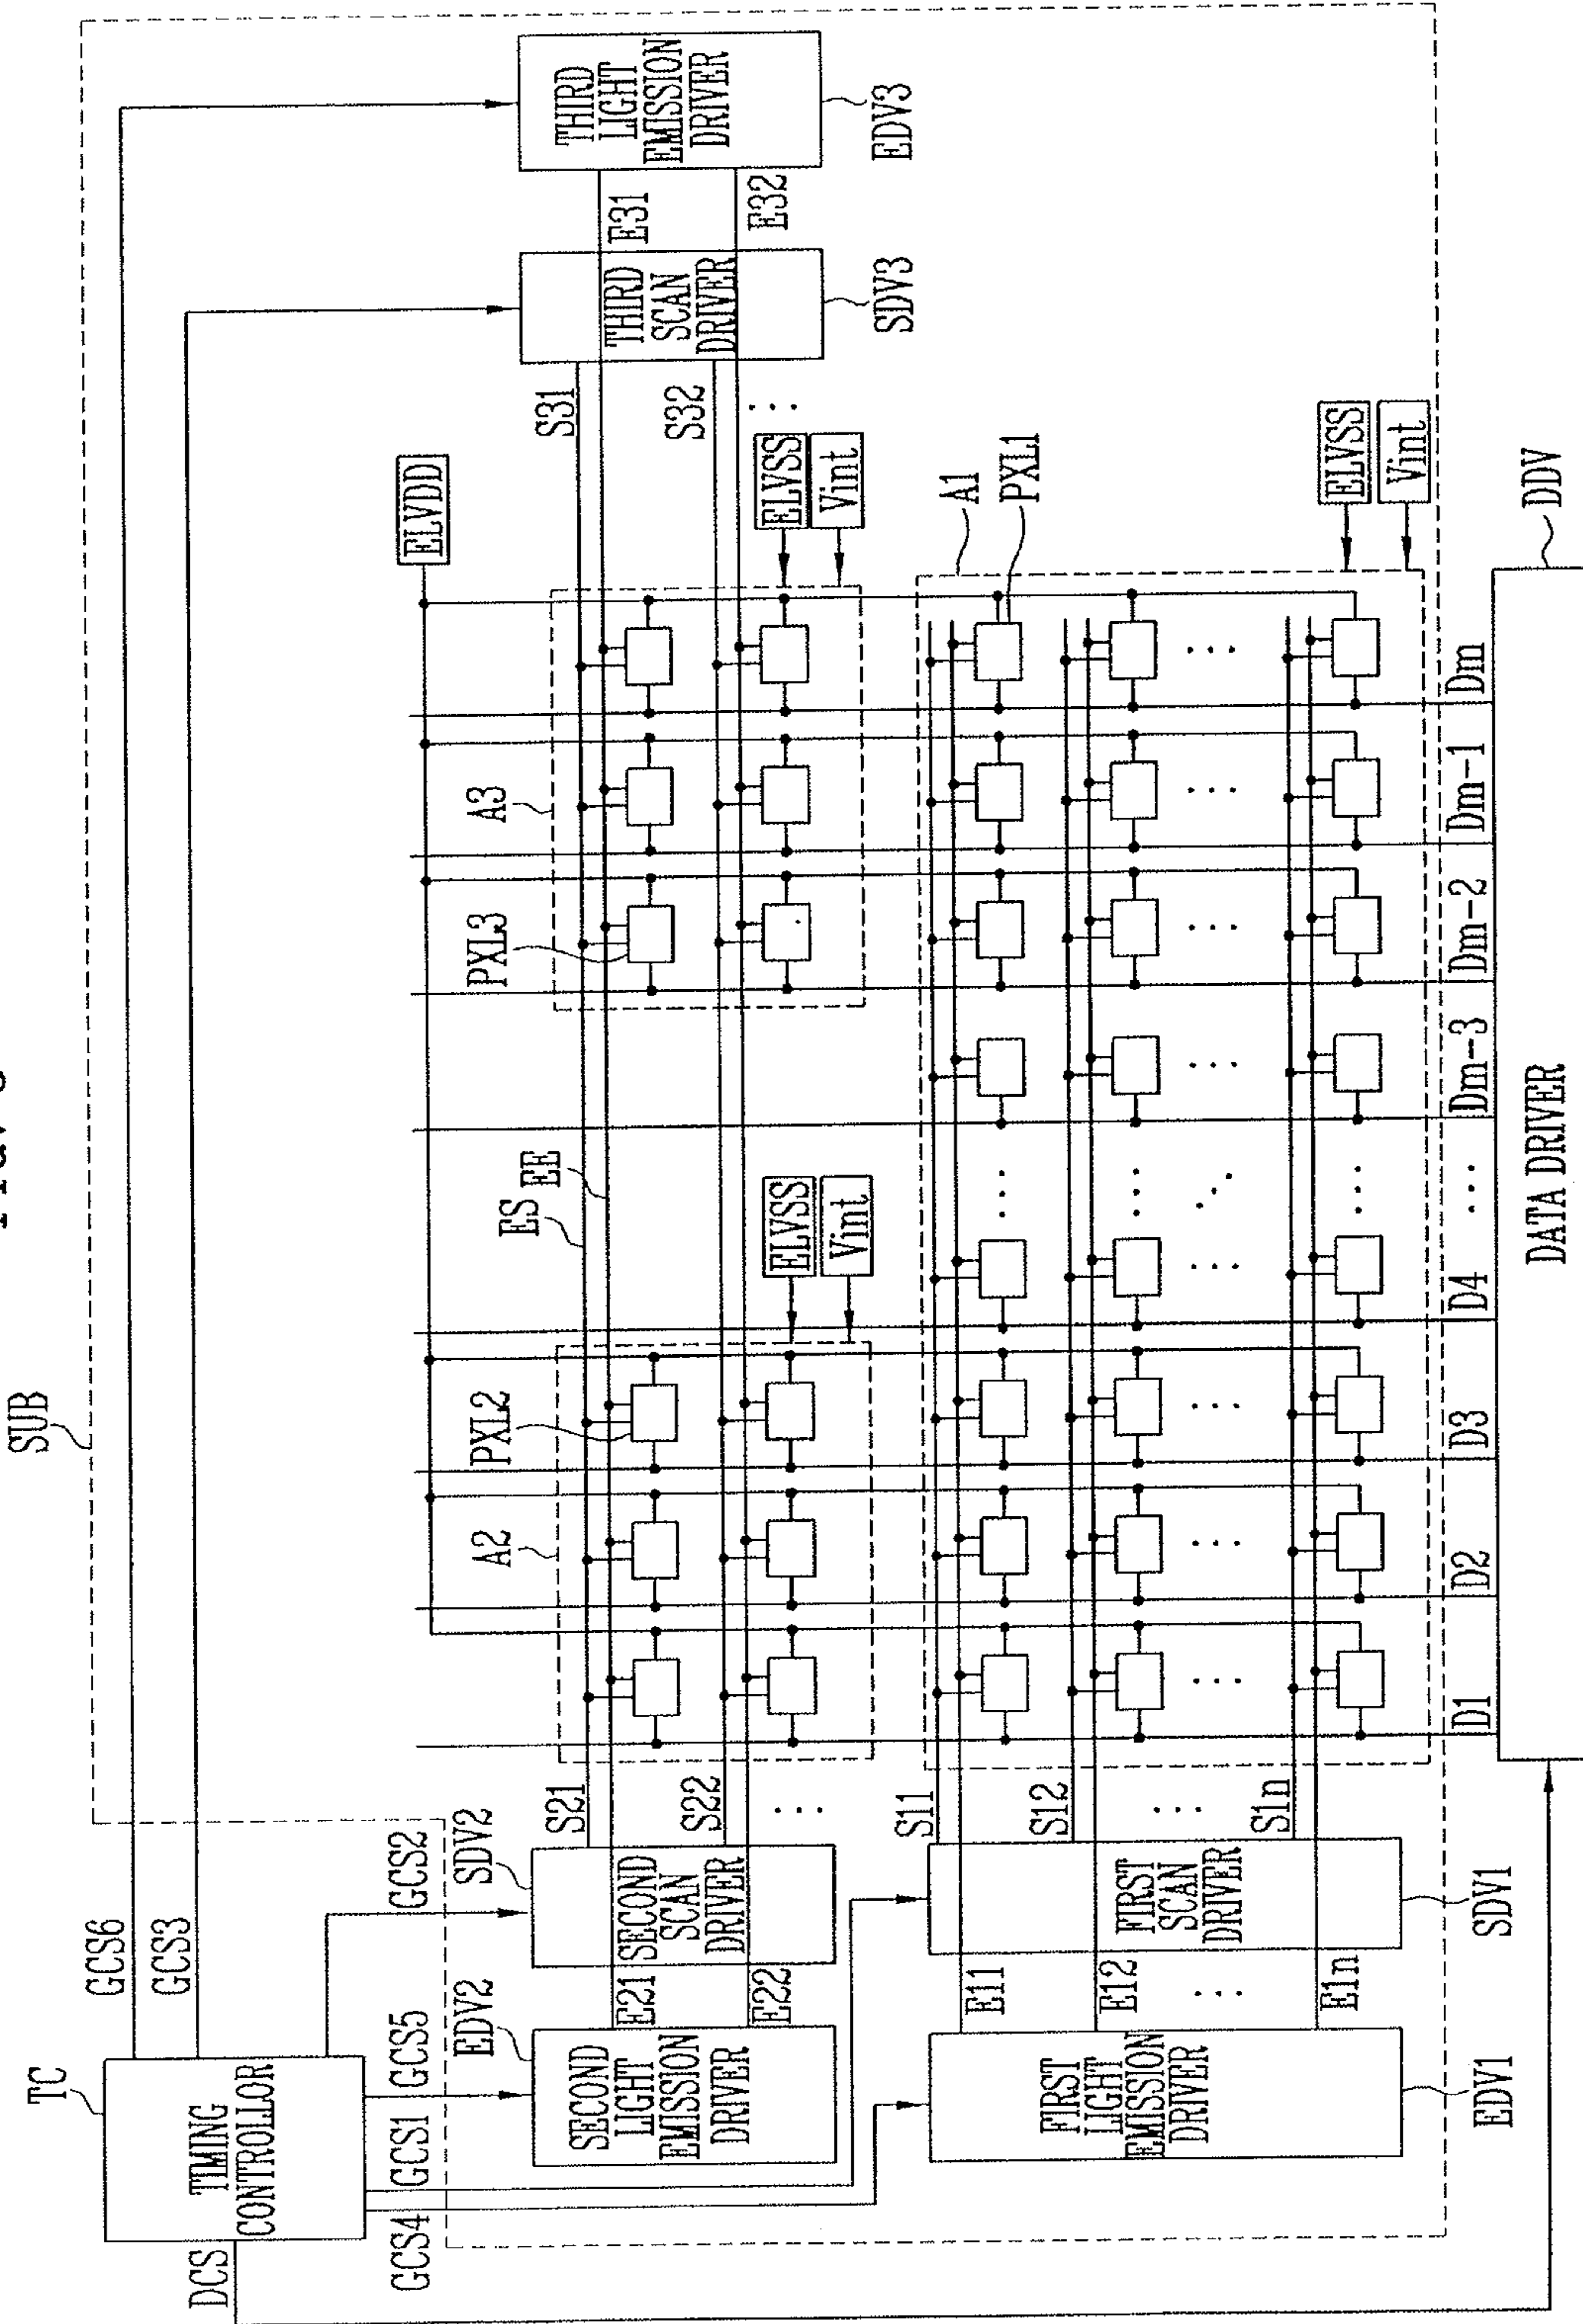 SUB
TC
GCS6
GCS3
TIMING
CONTROLLOR
DCS
GCS4
GCS1
GCS5
GCS2
ELVDD
EDV2
SDV2
A2
PXL2
ES
EE
PXL3
A3
S21
S31
SECOND
LIGHT
EMISSION
DRIVER
E21
E22
SECOND
SCAN
DRIVER
S22
...
ELVSS
Vint
S32
...
ELVSS
Vint
THIRD
SCAN
DRIVER
E31
E32
THIRD
LIGHT
EMISSION
DRIVER
SDV3
EDV3
A1
PXL1
S11
E11
FIRST
LIGHT
EMISSION
DRIVER
FIRST
SCAN
DRIVER
S12
E12
...
...
S1n
E1n
ELVSS
Vint
EDV1
SDV1
D1
D2
D3
D4
...
Dm-3
Dm-2
Dm-1
Dm
DATA DRIVER
DDV